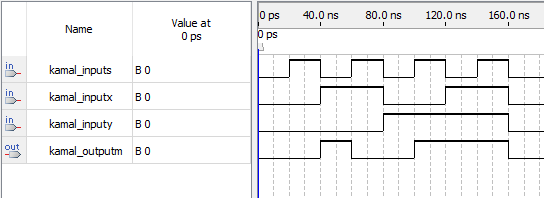 Name
Value at
0 ps
0 ps 40.0 ns 80.0 ns 120.0 ns 160.0 ns
0 ps
in kamal_inputs B 0
in kamal_inputx B 0
in kamal_inputy B 0
out kamal_outputm B 0